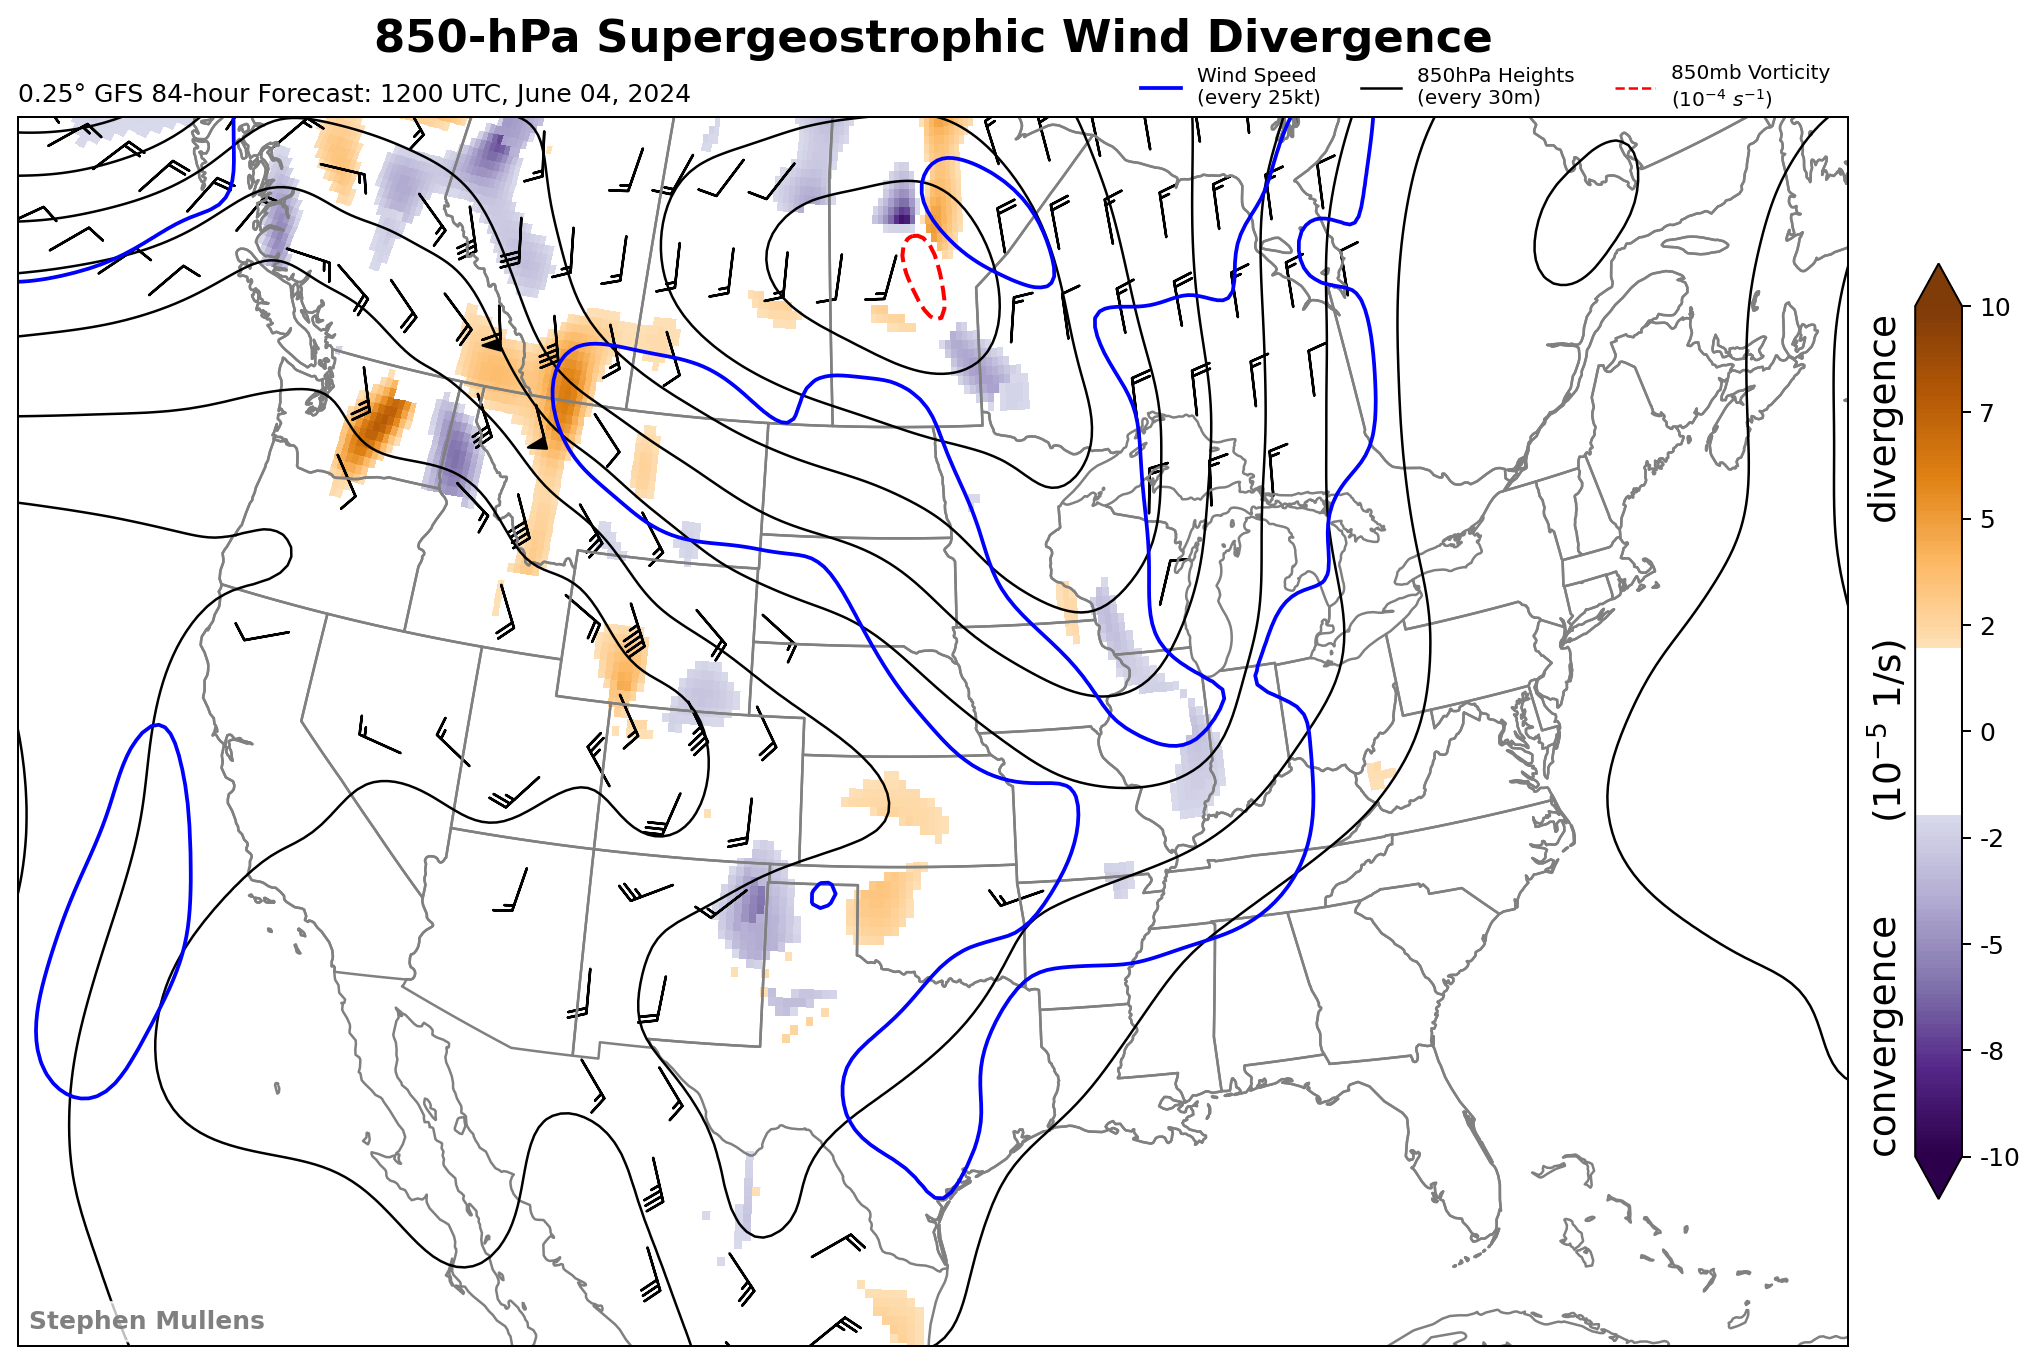 850-hPa Supergeostrophic Wind Divergence
0.25° GFS 84-hour Forecast: 1200 UTC, June 04, 2024
Wind Speed
(every 25kt)
850hPa Heights
(every 30m)
850mb Vorticity
(10⁻⁴ s⁻¹)
10
7
5
2
0
-2
-5
-8
-10
convergence (10⁻⁵ 1/s) divergence
Stephen Mullens